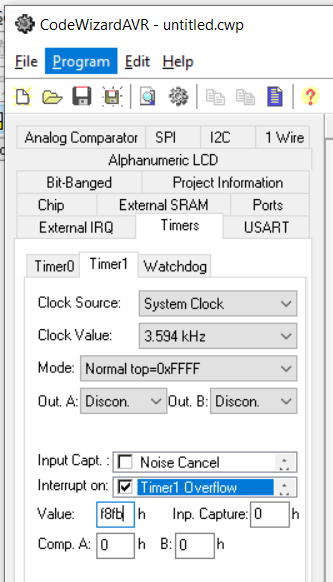 CodeWizardAVR - untitled.cwp
File Program Edit Help
Analog Comparator SPI I2C 1 Wire
Alphanumeric LCD
Bit-Banged Project Information
Chip External SRAM Ports
External IRQ Timers USART
Timer0 Timer1 Watchdog
Clock Source: System Clock
Clock Value: 3.594 kHz
Mode: Normal top=0xFFFF
Out. A: Discon. Out. B: Discon.
Input Capt. : Noise Cancel
Interrupt on: Timer1 Overflow
Value: f8fb h Inp. Capture: 0 h
Comp. A: 0 h B: 0 h